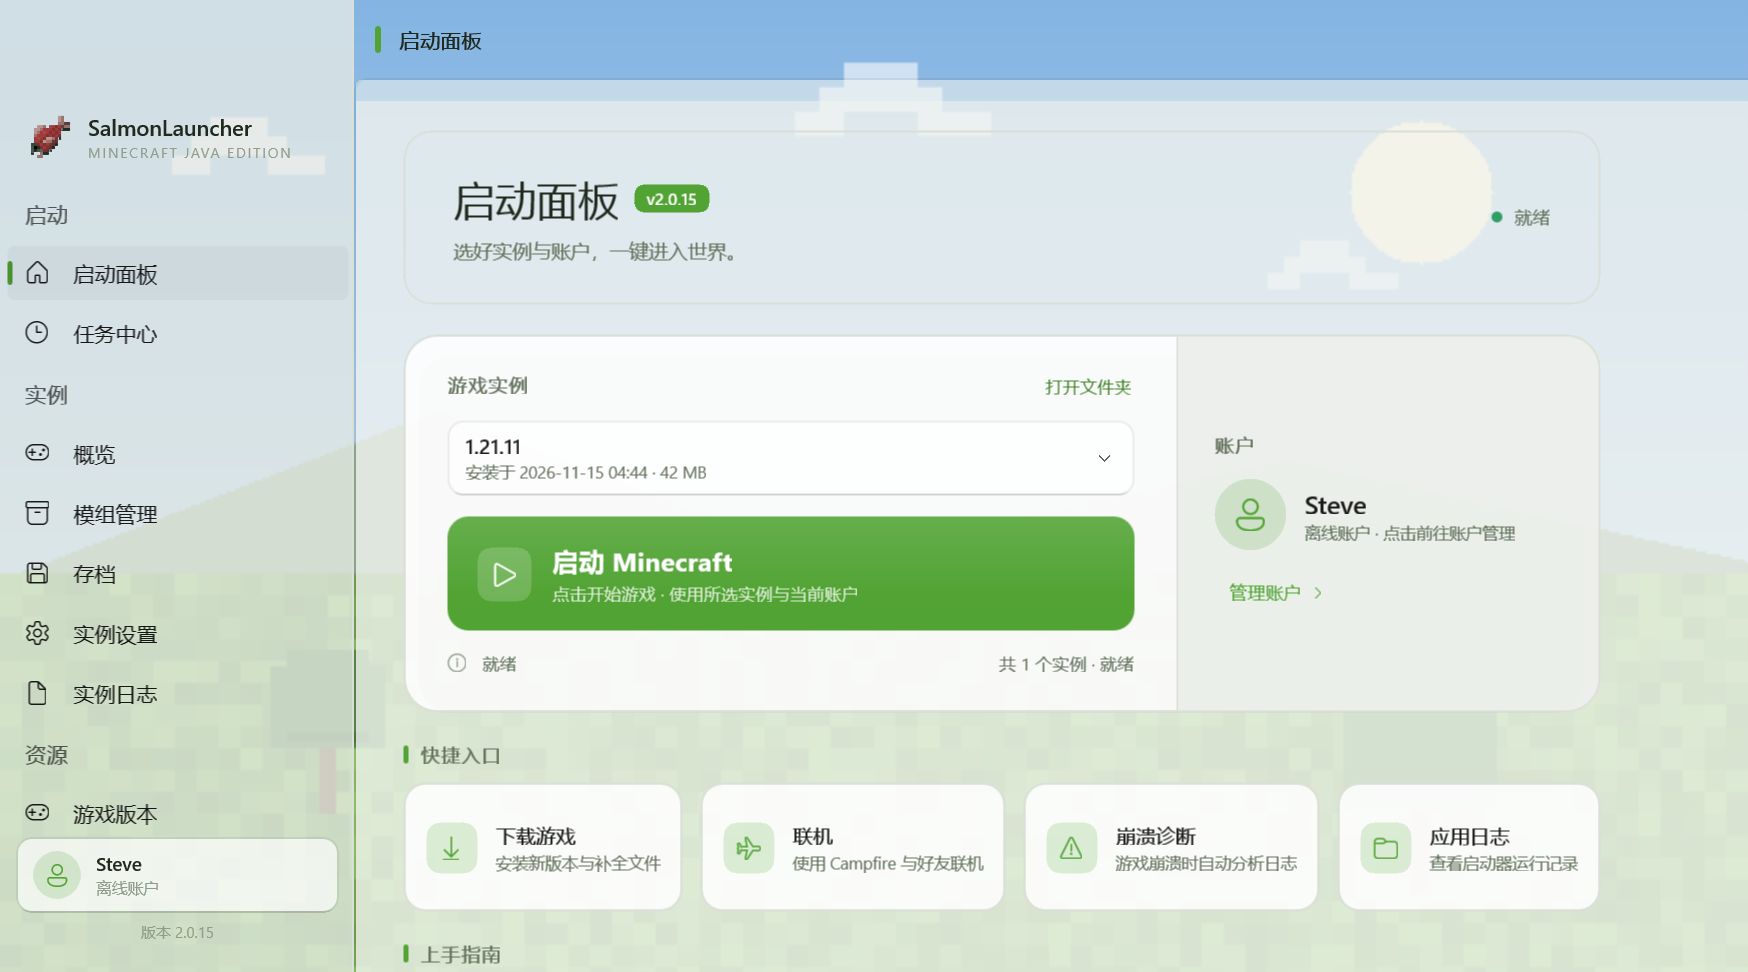 启动面板
SalmonLauncher
MINECRAFT JAVA EDITION
启动
启动面板
任务中心
实例
概览
模组管理
存档
实例设置
实例日志
资源
游戏版本
Steve
离线账户
版本 2.0.15
启动面板 v2.0.15
选好实例与账户，一键进入世界。
就绪
游戏实例
打开文件夹
1.21.11
安装于 2026-11-15 04:44 · 42 MB
启动 Minecraft
点击开始游戏 · 使用所选实例与当前账户
就绪
共 1 个实例 · 就绪
账户
Steve
离线账户 · 点击前往账户管理
管理账户
快捷入口
下载游戏
安装新版本与补全文件
联机
使用 Campfire 与好友联机
崩溃诊断
游戏崩溃时自动分析日志
应用日志
查看启动器运行记录
上手指南